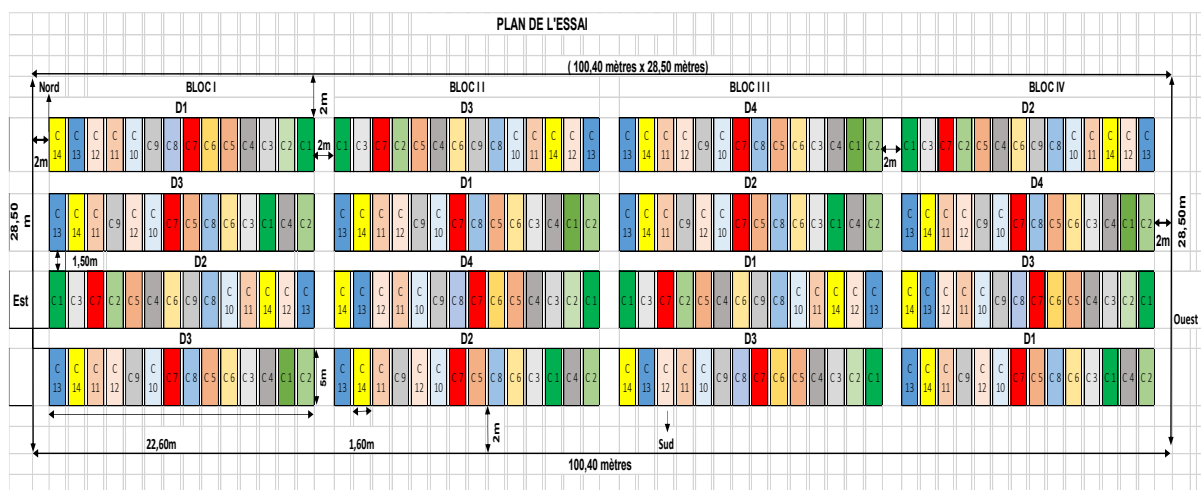 PLAN DE L'ESSAI
( 100,40 mètres x 28,50 mètres)
Nord BLOC I 2m BLOC II BLOC III BLOC IV
D1 D3 D4 D2
C 14 C 13 C 12 C 11 C 10 C9 C8 C7 C6 C5 C4 C3 C2 C1 C1 C3 C7 C2 C5 C4 C6 C9 C8 C 10 C 11 C 14 C 12 C 13 C 13 C 14 C 11 C 12 C9 C 10 C7 C8 C5 C6 C3 C4 C1 C2 C1 C3 C7 C2 C5 C4 C6 C9 C8 C 10 C 11 C 14 C 12 C 13
2m 2m 2m
D3 D1 D2 D4
28,50 m
C 13 C 14 C 11 C9 C 12 C 10 C7 C5 C8 C6 C3 C1 C4 C2 C 13 C 14 C 11 C 12 C9 C 10 C7 C8 C5 C6 C3 C4 C1 C2 C 13 C 14 C 11 C9 C 12 C 10 C7 C5 C8 C6 C3 C1 C4 C2 C 13 C 14 C 11 C 12 C9 C 10 C7 C8 C5 C6 C3 C4 C1 C2
2m 28,50m
1,50m D2 D4 D1 D3
Est C1 C3 C7 C2 C5 C4 C6 C9 C8 C 10 C 11 C 14 C 12 C 13 C 14 C 13 C 12 C 11 C 10 C9 C8 C7 C6 C5 C4 C3 C2 C1 C1 C3 C7 C2 C5 C4 C6 C9 C8 C 10 C 11 C 14 C 12 C 13 C 14 C 13 C 12 C 11 C 10 C9 C8 C7 C6 C5 C4 C3 C2 C1
Ouest
D3 D2 D3 D1
C 13 C 14 C 11 C 12 C9 C 10 C7 C8 C5 C6 C3 C4 C1 C2 5m C 13 C 14 C 11 C9 C 12 C 10 C7 C5 C8 C6 C3 C1 C4 C2 C 14 C 13 C 12 C 11 C 10 C9 C8 C7 C6 C5 C4 C3 C2 C1 C 13 C 14 C 11 C9 C 12 C 10 C7 C5 C8 C6 C3 C1 C4 C2
22,60m 1,60m 2m Sud
100,40 mètres